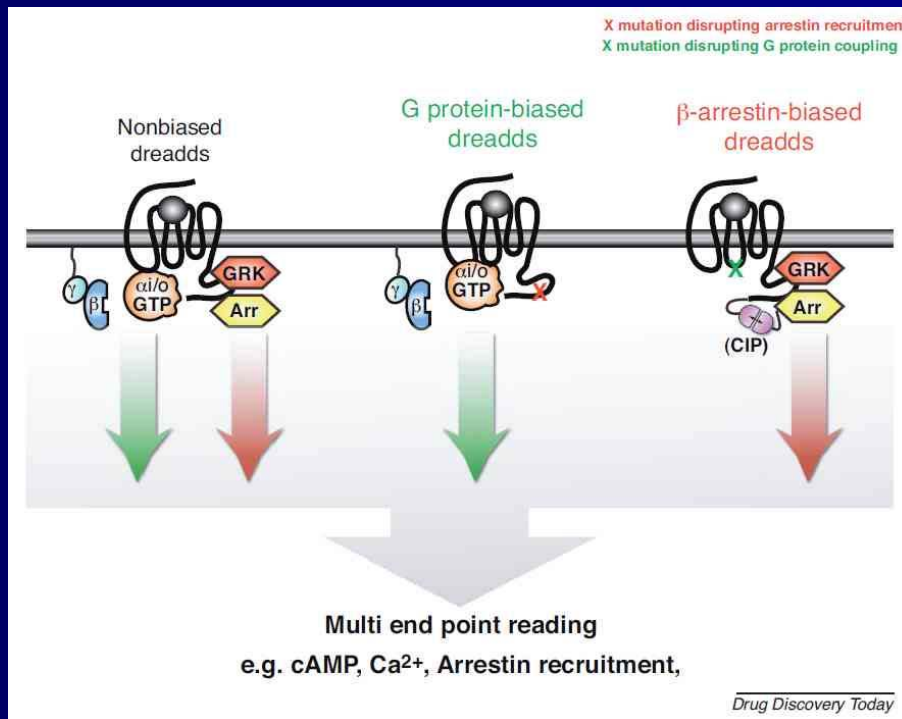 X mutation disrupting arrestin recruitmen
X mutation disrupting G protein coupling
Nonbiased
dreadds
G protein-biased
dreadds
β-arrestin-biased
dreadds
γ
β
αi/o
GTP
GRK
Arr
γ
β
αi/o
GTP
X
X
GRK
Arr
(CIP)
Multi end point reading
e.g. cAMP, Ca²⁺, Arrestin recruitment,
Drug Discovery Today